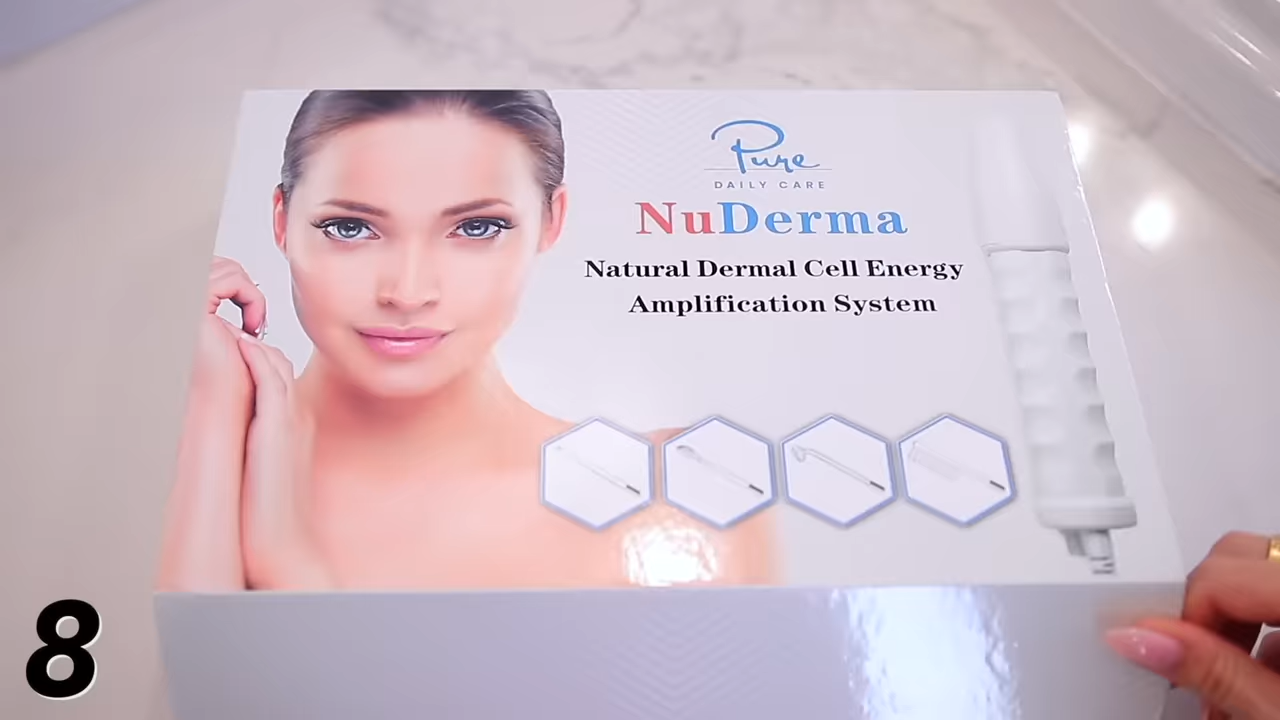 Pure
DAILY CARE
NuDerma
Natural Dermal Cell Energy
Amplification System
8